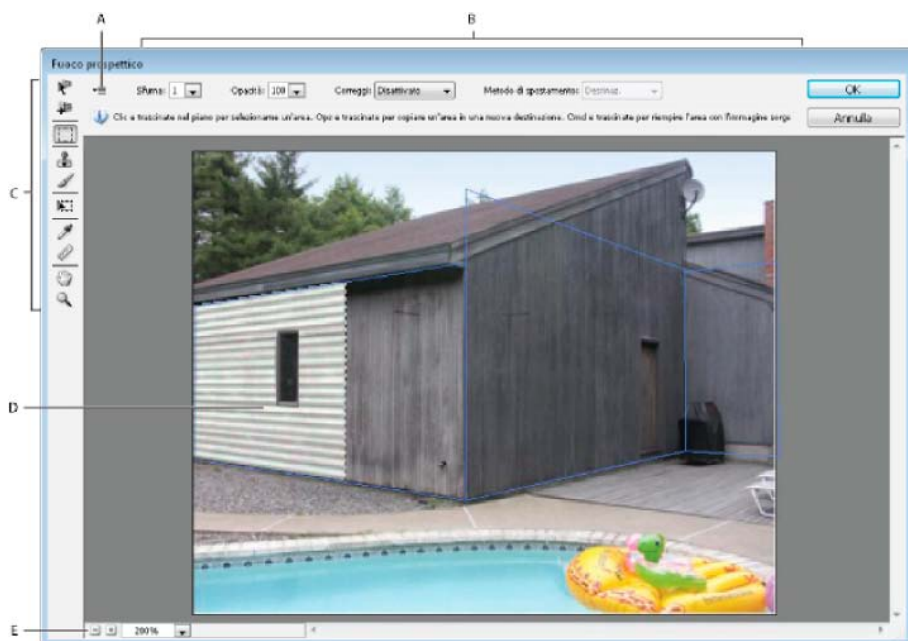 A
B
Fuoco prospettico
Sfuma: 1 Opacità: 100 Correggi: Disattivato Metodo di spostamento: Destinaz. OK
Clic e trascinate nel piano per selezionarne un'area. Opz e trascinate per copiare un'area in una nuova destinazione. Cmd e trascinate per riempire l'area con l'immagine sorge Annulla
C
D
E
200%